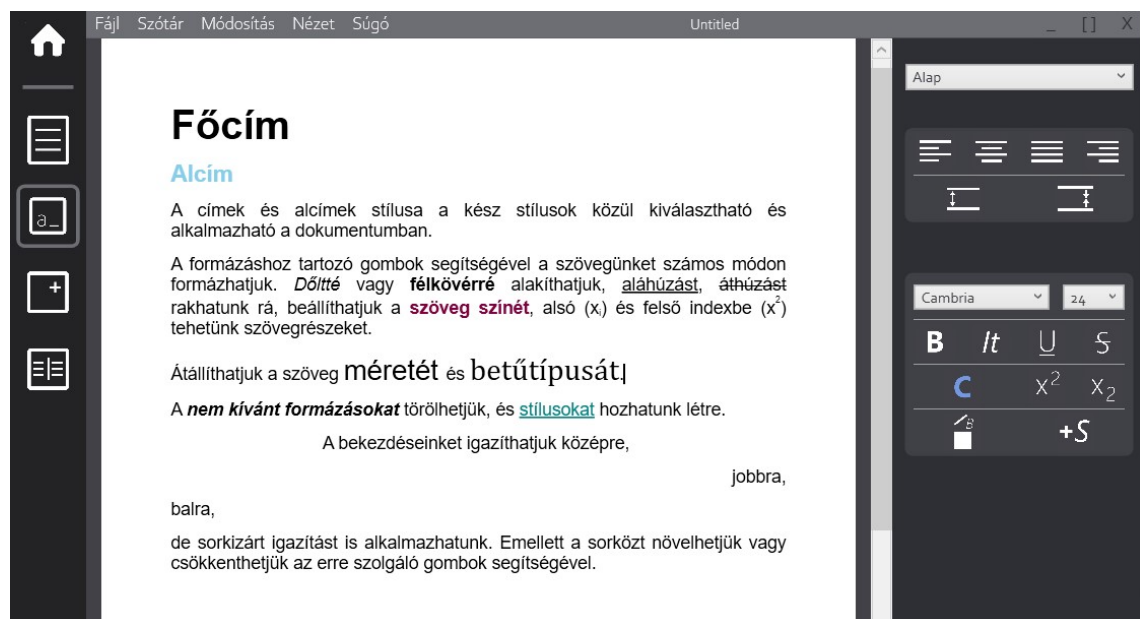 Fájl Szótár Módosítás Nézet Súgó Untitled _ [] X
Alap
Főcím
Alcím
A címek és alcímek stílusa a kész stílusok közül kiválasztható és
alkalmazható a dokumentumban.
A formázáshoz tartozó gombok segítségével a szövegünket számos módon
formázhatjuk. Dőltté vagy félkövérré alakíthatjuk, aláhúzást, áthúzást
rakhatunk rá, beállíthatjuk a szöveg színét, alsó (xᵢ) és felső indexbe (x²)
tehetünk szövegrészeket.
Átállíthatjuk a szöveg méretét és betűtípusát.
A nem kívánt formázásokat törölhetjük, és stílusokat hozhatunk létre.
A bekezdéseinket igazíthatjuk középre,
jobbra,
balra,
de sorkizárt igazítást is alkalmazhatunk. Emellett a sorközt növelhetjük vagy
csökkenthetjük az erre szolgáló gombok segítségével.
a_
Cambria 24
B It U S
C x² x₂
B +S